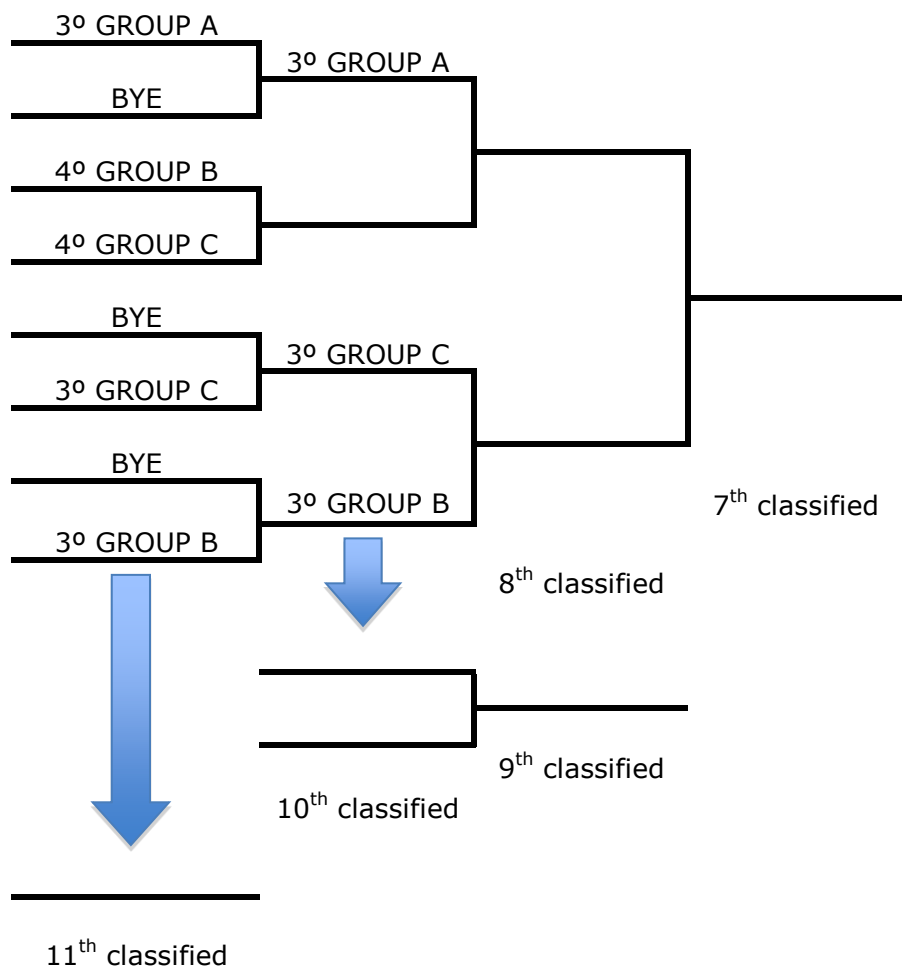 3º GROUP A
3º GROUP A
BYE
4º GROUP B
4º GROUP C
BYE
3º GROUP C
3º GROUP C
BYE
3º GROUP B
7th classified
3º GROUP B
8th classified
9th classified
10th classified
11th classified